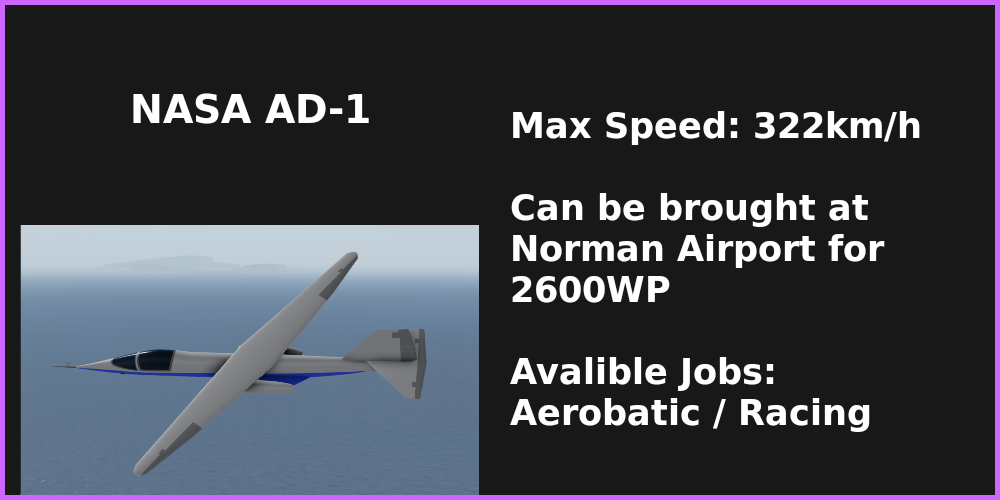 NASA AD-1
Max Speed: 322km/h
Can be brought at
Norman Airport for
2600WP
Avalible Jobs:
Aerobatic / Racing